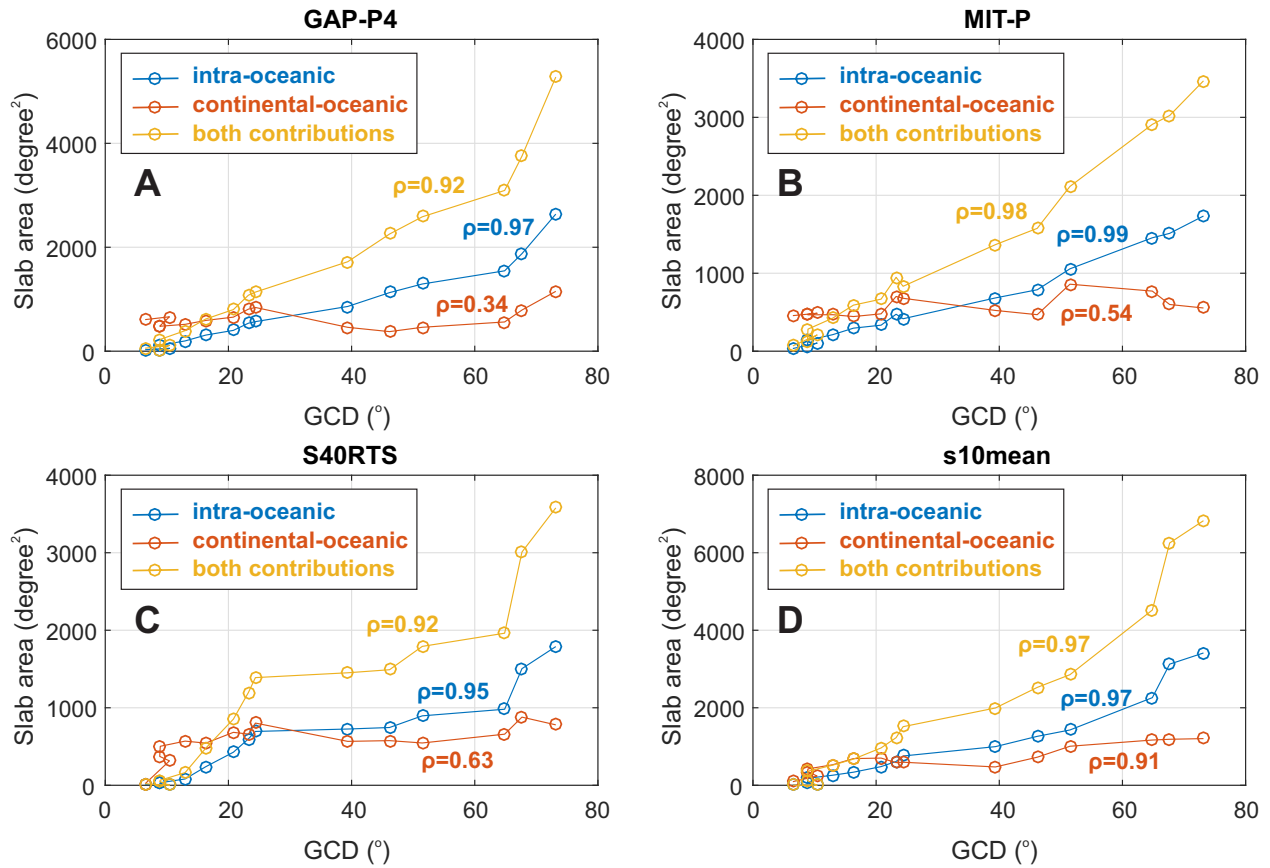 GAP-P4
6000
4000
2000
0
Slab area (degree²)
intra-oceanic
continental-oceanic
both contributions
A
ρ=0.92
ρ=0.97
ρ=0.34
0 20 40 60 80
GCD (°)
MIT-P
4000
3000
2000
1000
0
Slab area (degree²)
intra-oceanic
continental-oceanic
both contributions
B
ρ=0.98
ρ=0.99
ρ=0.54
0 20 40 60 80
GCD (°)
S40RTS
4000
3000
2000
1000
0
Slab area (degree²)
intra-oceanic
continental-oceanic
both contributions
C
ρ=0.92
ρ=0.95
ρ=0.63
0 20 40 60 80
GCD (°)
s10mean
8000
6000
4000
2000
0
Slab area (degree²)
intra-oceanic
continental-oceanic
both contributions
D
ρ=0.97
ρ=0.97
ρ=0.91
0 20 40 60 80
GCD (°)